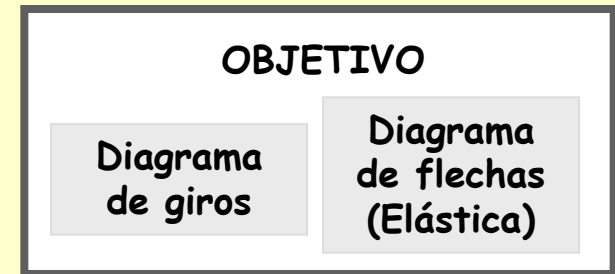 OBJETIVO
Diagrama
de giros
Diagrama
de flechas
(Elástica)